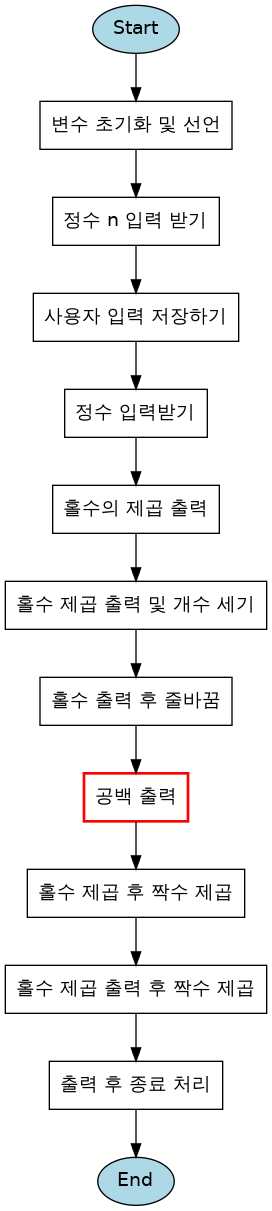 Start
변수 초기화 및 선언
정수 n 입력 받기
사용자 입력 저장하기
정수 입력받기
홀수의 제곱 출력
홀수 제곱 출력 및 개수 세기
홀수 출력 후 줄바꿈
공백 출력
홀수 제곱 후 짝수 제곱
홀수 제곱 출력 후 짝수 제곱
출력 후 종료 처리
End